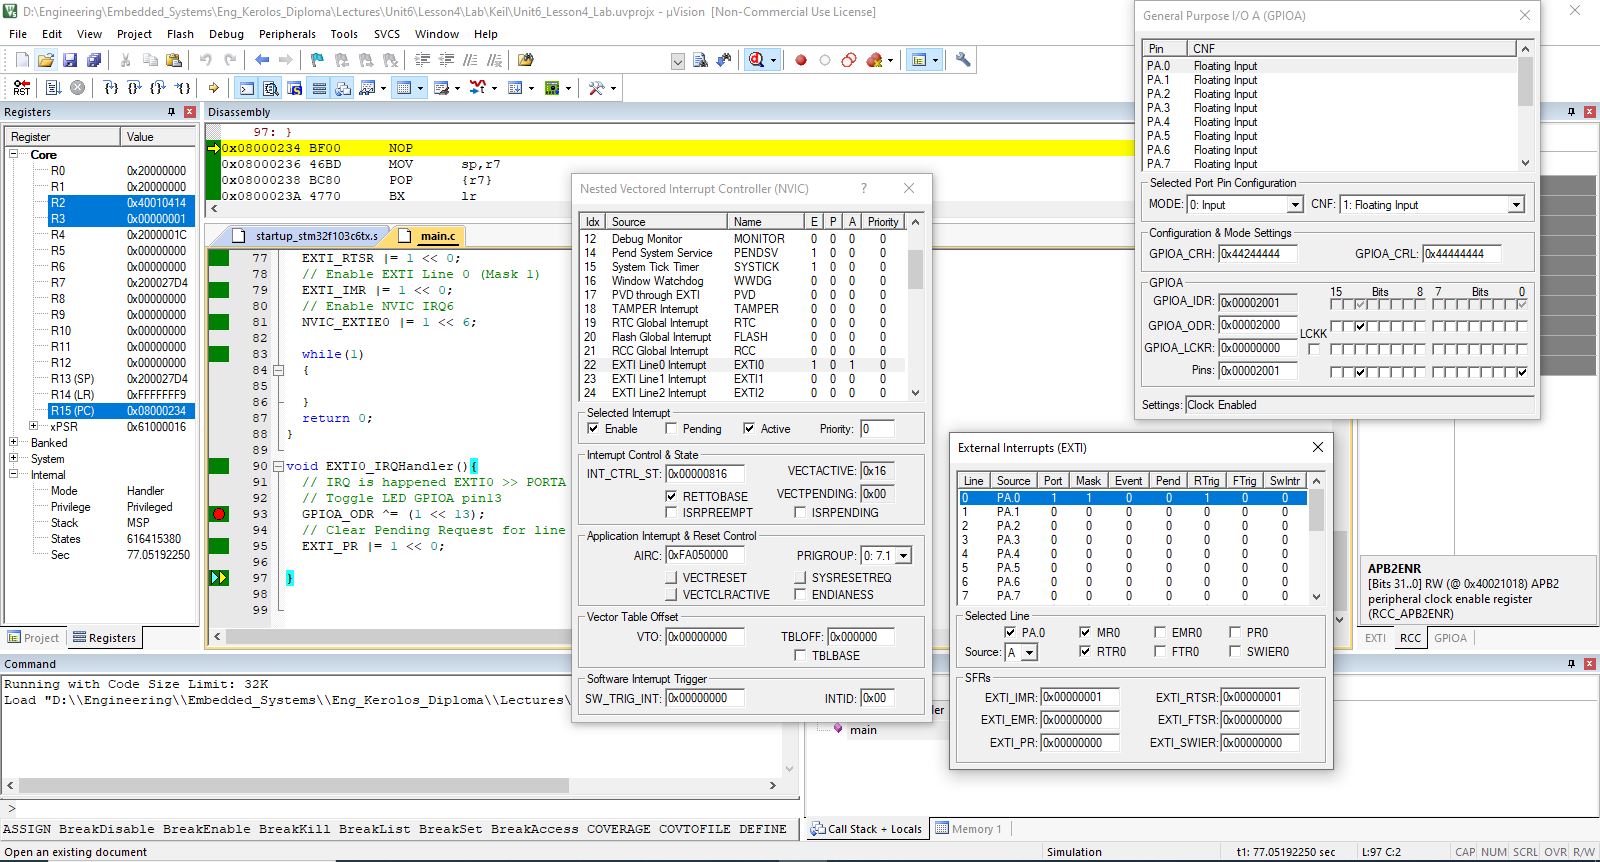 D:\Engineering\Embedded_Systems\Eng_Kerolos_Diploma\Lectures\Unit6\Lesson4\Lab\Keil\Unit6_Lesson4_Lab.uvprojx - µVision [Non-Commercial Use License]
File Edit View Project Flash Debug Peripherals Tools SVCS Window Help
Registers
Register Value
Core
R0 0x20000000
R1 0x20000000
R2 0x40010414
R3 0x00000001
R4 0x2000001C
R5 0x00000000
R6 0x00000000
R7 0x200027D4
R8 0x00000000
R9 0x00000000
R10 0x00000000
R11 0x00000000
R12 0x00000000
R13 (SP) 0x200027D4
R14 (LR) 0xFFFFFFF9
R15 (PC) 0x08000234
xPSR 0x61000016
Banked
System
Internal
Mode Handler
Privilege Privileged
Stack MSP
States 616415380
Sec 77.05192250
Project Registers
Disassembly
97: }
0x08000234 BF00 NOP
0x08000236 46BD MOV sp,r7
0x08000238 BC80 POP {r7}
0x0800023A 4770 BX lr
startup_stm32f103c6tx.s main.c
77 EXTI_RTSR |= 1 << 0;
78 // Enable EXTI Line 0 (Mask 1)
79 EXTI_IMR |= 1 << 0;
80 // Enable NVIC IRQ6
81 NVIC_EXTIE0 |= 1 << 6;
82
83 while(1)
84 {
85
86 }
87 return 0;
88 }
89
90 void EXTI0_IRQHandler(){
91 // IRQ is happened EXTI0 >> PORTA
92 // Toggle LED GPIOA pin13
93 GPIOA_ODR ^= (1 << 13);
94 // Clear Pending Request for line
95 EXTI_PR |= 1 << 0;
96
97 }
98
99
Nested Vectored Interrupt Controller (NVIC)
Idx Source Name E P A Priority
12 Debug Monitor MONITOR 0 0 0 0
14 Pend System Service PENDSV 1 0 0 0
15 System Tick Timer SYSTICK 1 0 0 0
16 Window Watchdog WWDG 0 0 0 0
17 PVD through EXTI PVD 0 0 0 0
18 TAMPER Interrupt TAMPER 0 0 0 0
19 RTC Global Interrupt RTC 0 0 0 0
20 Flash Global Interrupt FLASH 0 0 0 0
21 RCC Global Interrupt RCC 0 0 0 0
22 EXTI Line0 Interrupt EXTI0 1 0 1 0
23 EXTI Line1 Interrupt EXTI1 0 0 0 0
24 EXTI Line2 Interrupt EXTI2 0 0 0 0
Selected Interrupt
Enable Pending Active Priority: 0
Interrupt Control & State
INT_CTRL_ST: 0x00000816 VECTACTIVE: 0x16
RETTOBASE VECTPENDING: 0x00
ISRPREEMPT ISRPENDING
Application Interrupt & Reset Control
AIRC: 0xFA050000 PRIGROUP: 0: 7.1
VECTRESET SYSRESETREQ
VECTCLRACTIVE ENDIANESS
Vector Table Offset
VTO: 0x00000000 TBLOFF: 0x000000
TBLBASE
Software Interrupt Trigger
SW_TRIG_INT: 0x00000000 INTID: 0x00
General Purpose I/O A (GPIOA)
Pin CNF
PA.0 Floating Input
PA.1 Floating Input
PA.2 Floating Input
PA.3 Floating Input
PA.4 Floating Input
PA.5 Floating Input
PA.6 Floating Input
PA.7 Floating Input
Selected Port Pin Configuration
MODE: 0: Input CNF: 1: Floating Input
Configuration & Mode Settings
GPIOA_CRH: 0x44244444 GPIOA_CRL: 0x44444444
GPIOA
15 Bits 8 7 Bits 0
GPIOA_IDR: 0x00002001
GPIOA_ODR: 0x00002000
LCKK
GPIOA_LCKR: 0x00000000
Pins: 0x00002001
Settings: Clock Enabled
External Interrupts (EXTI)
Line Source Port Mask Event Pend RTrig FTrig SwIntr
0 PA.0 1 1 0 0 1 0 0
1 PA.1 0 0 0 0 0 0 0
2 PA.2 0 0 0 0 0 0 0
3 PA.3 0 0 0 0 0 0 0
4 PA.4 0 0 0 0 0 0 0
5 PA.5 0 0 0 0 0 0 0
6 PA.6 0 0 0 0 0 0 0
7 PA.7 0 0 0 0 0 0 0
Selected Line
PA.0 MR0 EMR0 PR0
Source: A RTR0 FTR0 SWIER0
SFRs
EXTI_IMR: 0x00000001 EXTI_RTSR: 0x00000001
EXTI_EMR: 0x00000000 EXTI_FTSR: 0x00000000
EXTI_PR: 0x00000000 EXTI_SWIER: 0x00000000
APB2ENR
[Bits 31..0] RW (@ 0x40021018) APB2
peripheral clock enable register
(RCC_APB2ENR)
EXTI RCC GPIOA
Command
Running with Code Size Limit: 32K
Load "D:\\Engineering\\Embedded_Systems\\Eng_Kerolos_Diploma\\Lectures\
>
ASSIGN BreakDisable BreakEnable BreakKill BreakList BreakSet BreakAccess COVERAGE COVTOFILE DEFINE
main
Call Stack + Locals Memory 1
Open an existing document Simulation t1: 77.05192250 sec L:97 C:2 CAP NUM SCRL OVR R/W